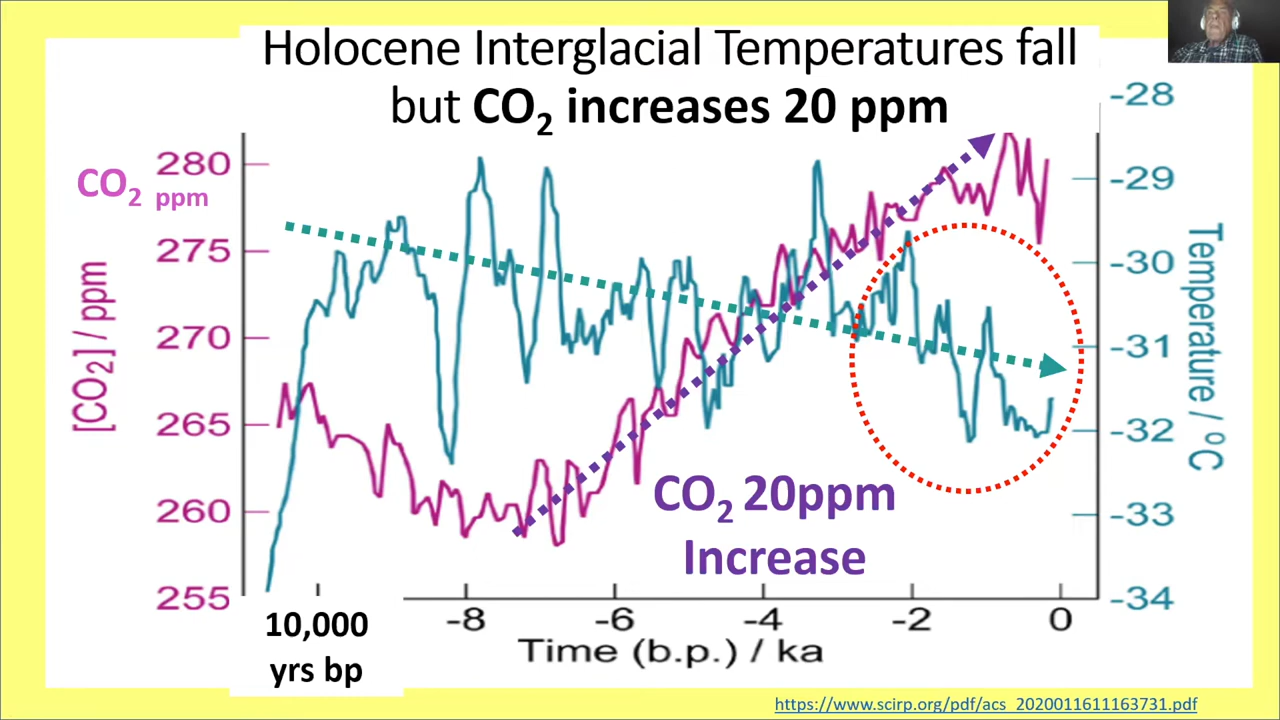 Holocene Interglacial Temperatures fall
but CO₂ increases 20 ppm
CO₂ ppm
[CO₂] / ppm
280
275
270
265
260
255
-28
-29
-30
-31
-32
-33
-34
Temperature / ºC
CO₂ 20ppm
Increase
10,000
yrs bp
-8
-6
-4
-2
0
Time (b.p.) / ka
https://www.scirp.org/pdf/acs_2020011611163731.pdf